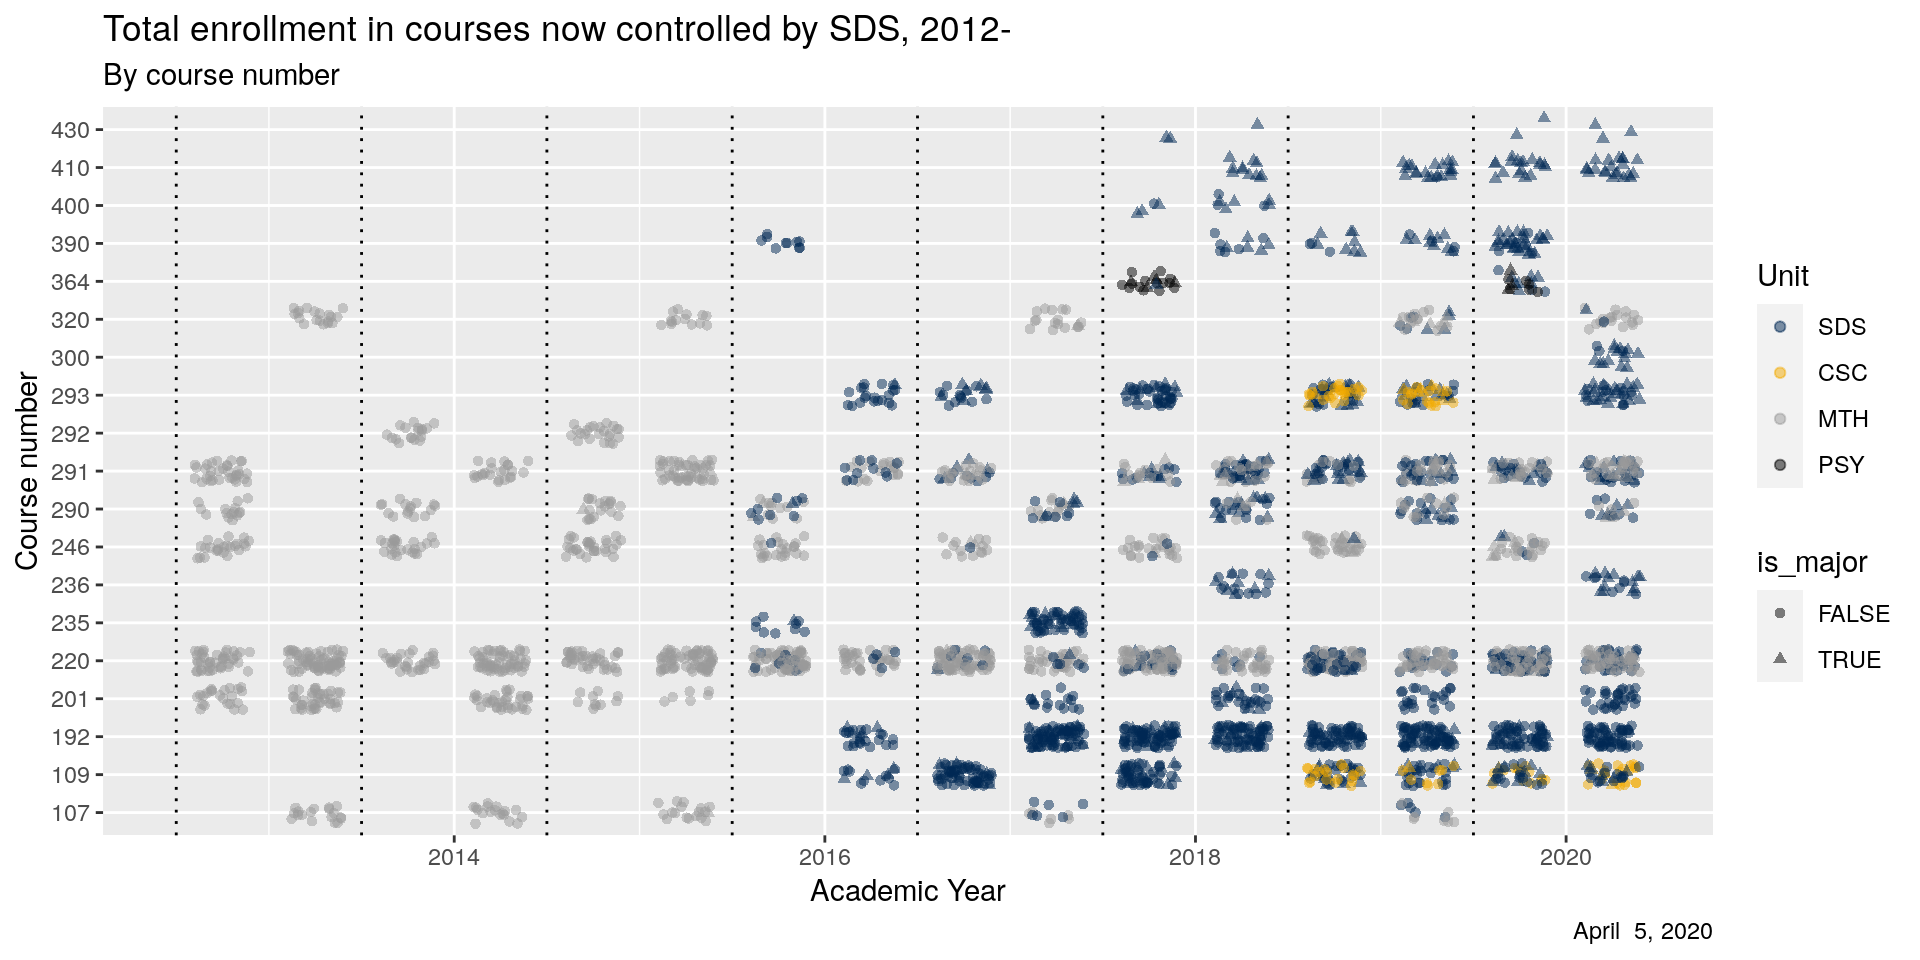 Total enrollment in courses now controlled by SDS, 2012-
By course number
Course number
430
410
400
390
364
320
300
293
292
291
290
246
236
235
220
201
192
109
107
2014
2016
2018
2020
Academic Year
Unit
SDS
CSC
MTH
PSY
is_major
FALSE
TRUE
April  5, 2020